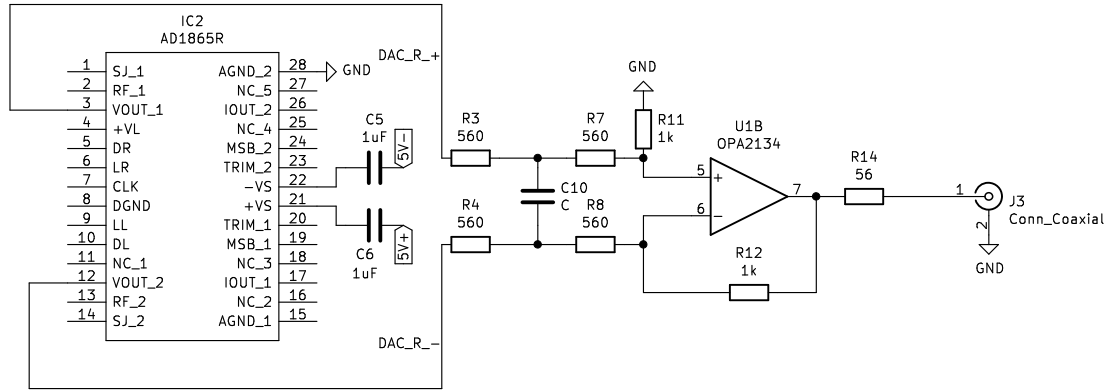 IC2
AD1865R
1 SJ_1 AGND_2 28 GND
2 RF_1 NC_5 27
3 VOUT_1 IOUT_2 26
4 +VL NC_4 25
5 DR MSB_2 24
6 LR TRIM_2 23
7 CLK -VS 22
8 DGND +VS 21
9 LL TRIM_1 20
10 DL MSB_1 19
11 NC_1 NC_3 18
12 VOUT_2 IOUT_1 17
13 RF_2 NC_2 16
14 SJ_2 AGND_1 15
C5
1uF
5V-
C6
1uF
5V+
DAC_R_+
DAC_R_-
R3
560
R4
560
C10
C
R7
560
R8
560
GND
R11
1k
U1B
OPA2134
5 +
6 -
7
R12
1k
R14
56
1
2
J3
Conn_Coaxial
GND